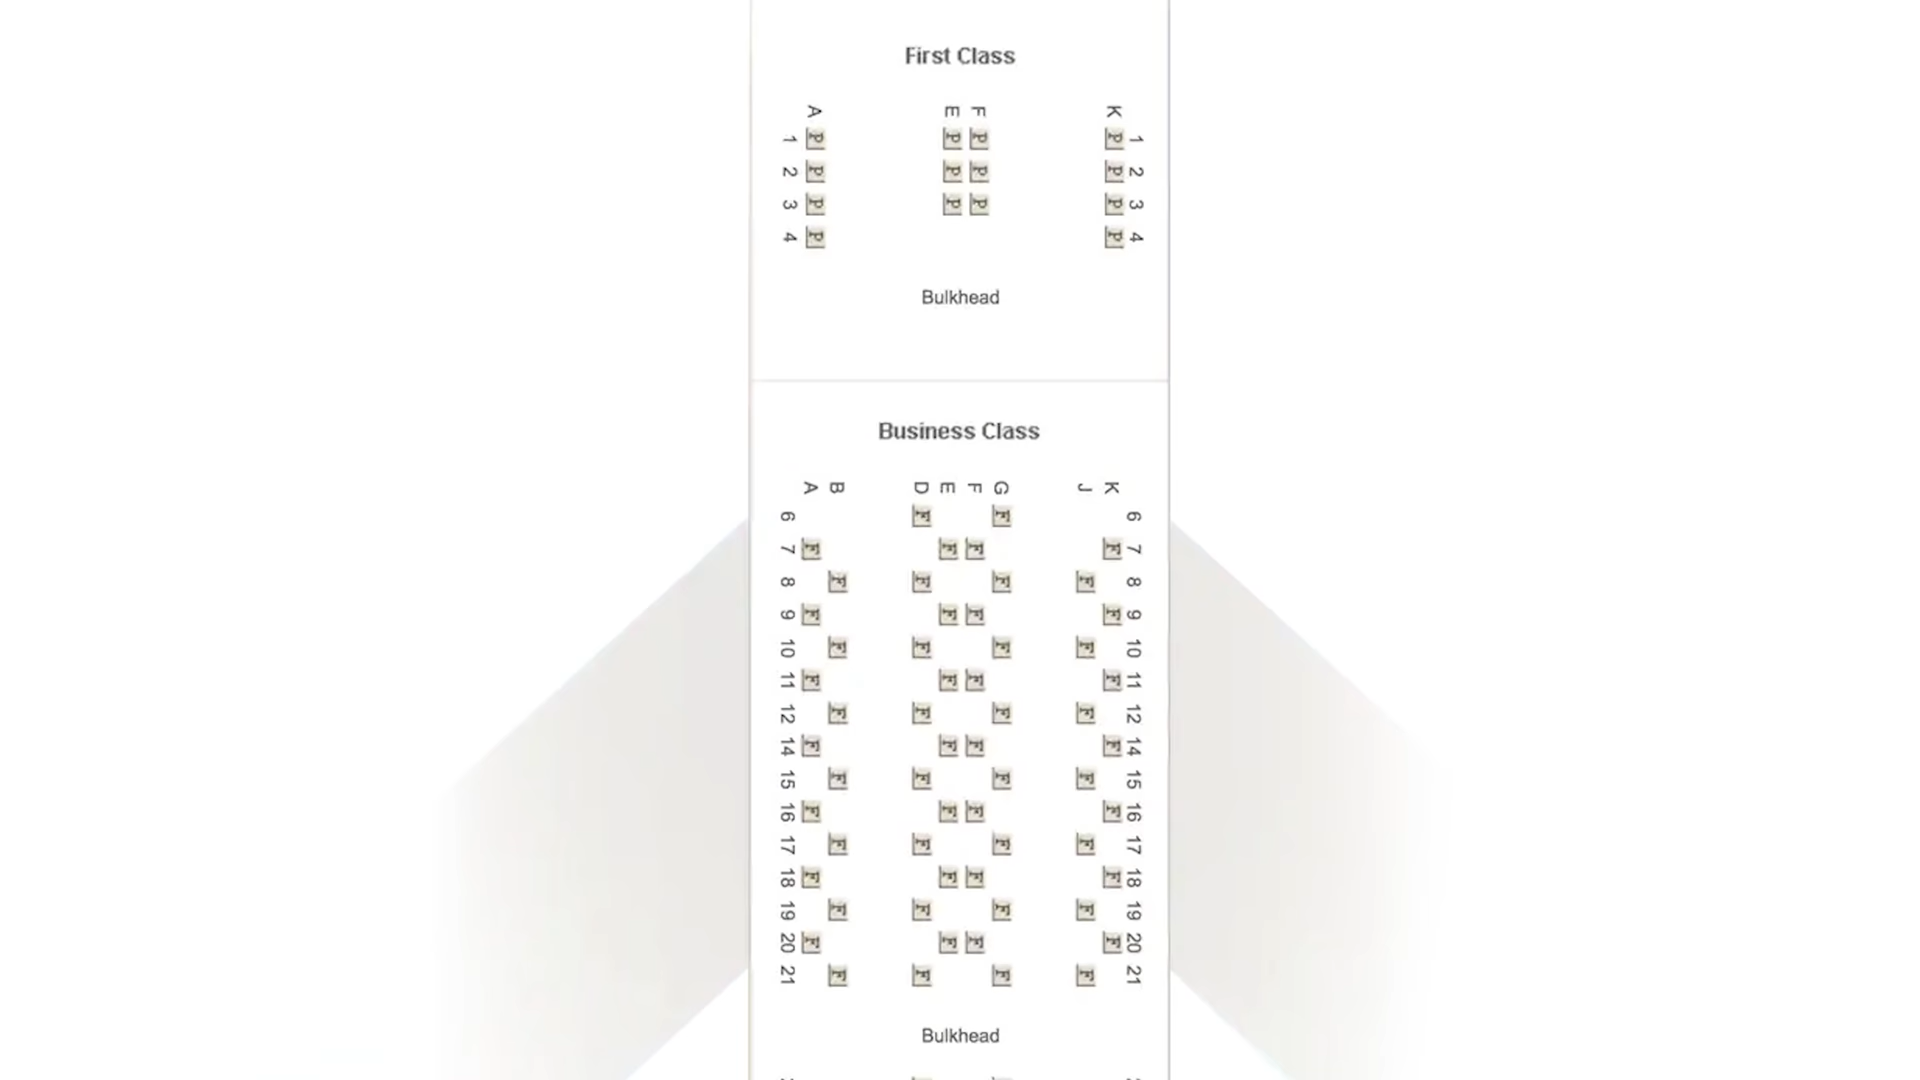 First Class
A E F K
1 P P P P 1
2 P P P P 2
3 P P P P 3
4 P P 4
Bulkhead
Business Class
A B D E F G J K
6 F F 6
7 F F F F 7
8 F F F F 8
9 F F F F 9
10 F F F F 10
11 F F F F 11
12 F F F F 12
14 F F F F 14
15 F F F F 15
16 F F F F 16
17 F F F F 17
18 F F F F 18
19 F F F F 19
20 F F F F 20
21 F F F F 21
Bulkhead